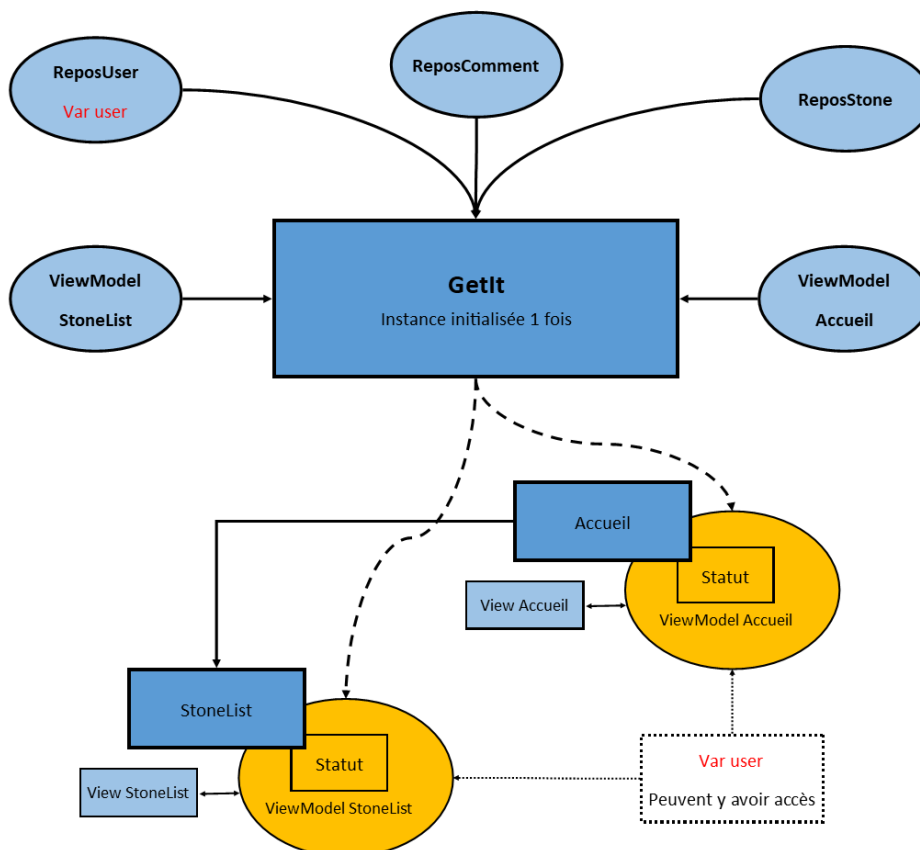 ReposUser
Var user
ReposComment
ReposStone
ViewModel
StoneList
GetIt
Instance initialisée 1 fois
ViewModel
Accueil
Accueil
Statut
View Accueil
ViewModel Accueil
StoneList
Statut
View StoneList
ViewModel StoneList
Var user
Peuvent y avoir accès